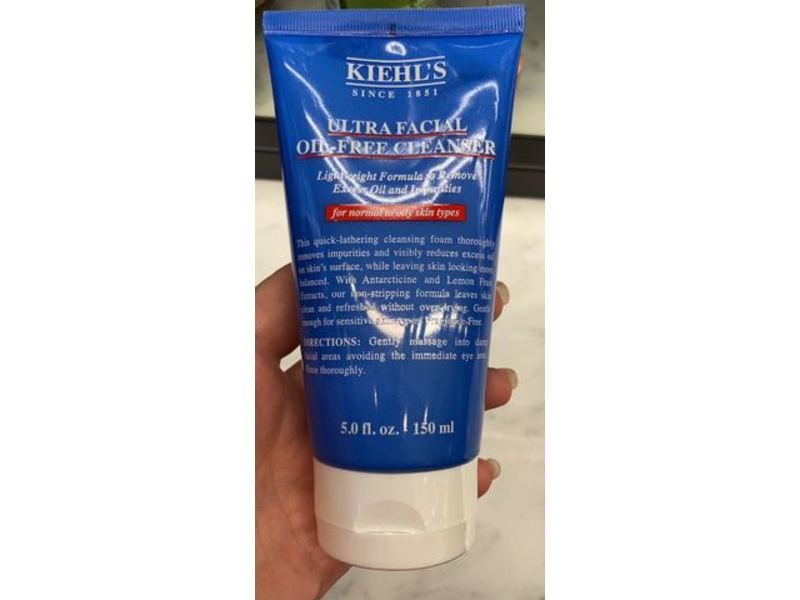 KIEHL'S
SINCE 1851
ULTRA FACIAL
OIL-FREE CLEANSER
Lightweight Formula to Remove
Excess Oil and Impurities
for normal to oily skin types
This quick-lathering cleansing foam thoroughly
removes impurities and visibly reduces excess oil
on skin's surface, while leaving skin looking more
balanced. With Antarcticine and Lemon Fruit
Extracts, our non-stripping formula leaves skin
clean and refreshed without over-drying. Gentle
enough for sensitive Free.
DIRECTIONS: Gently massage into damp
facial areas avoiding the immediate eye area.
Rinse thoroughly.
5.0 fl. oz. - 150 ml